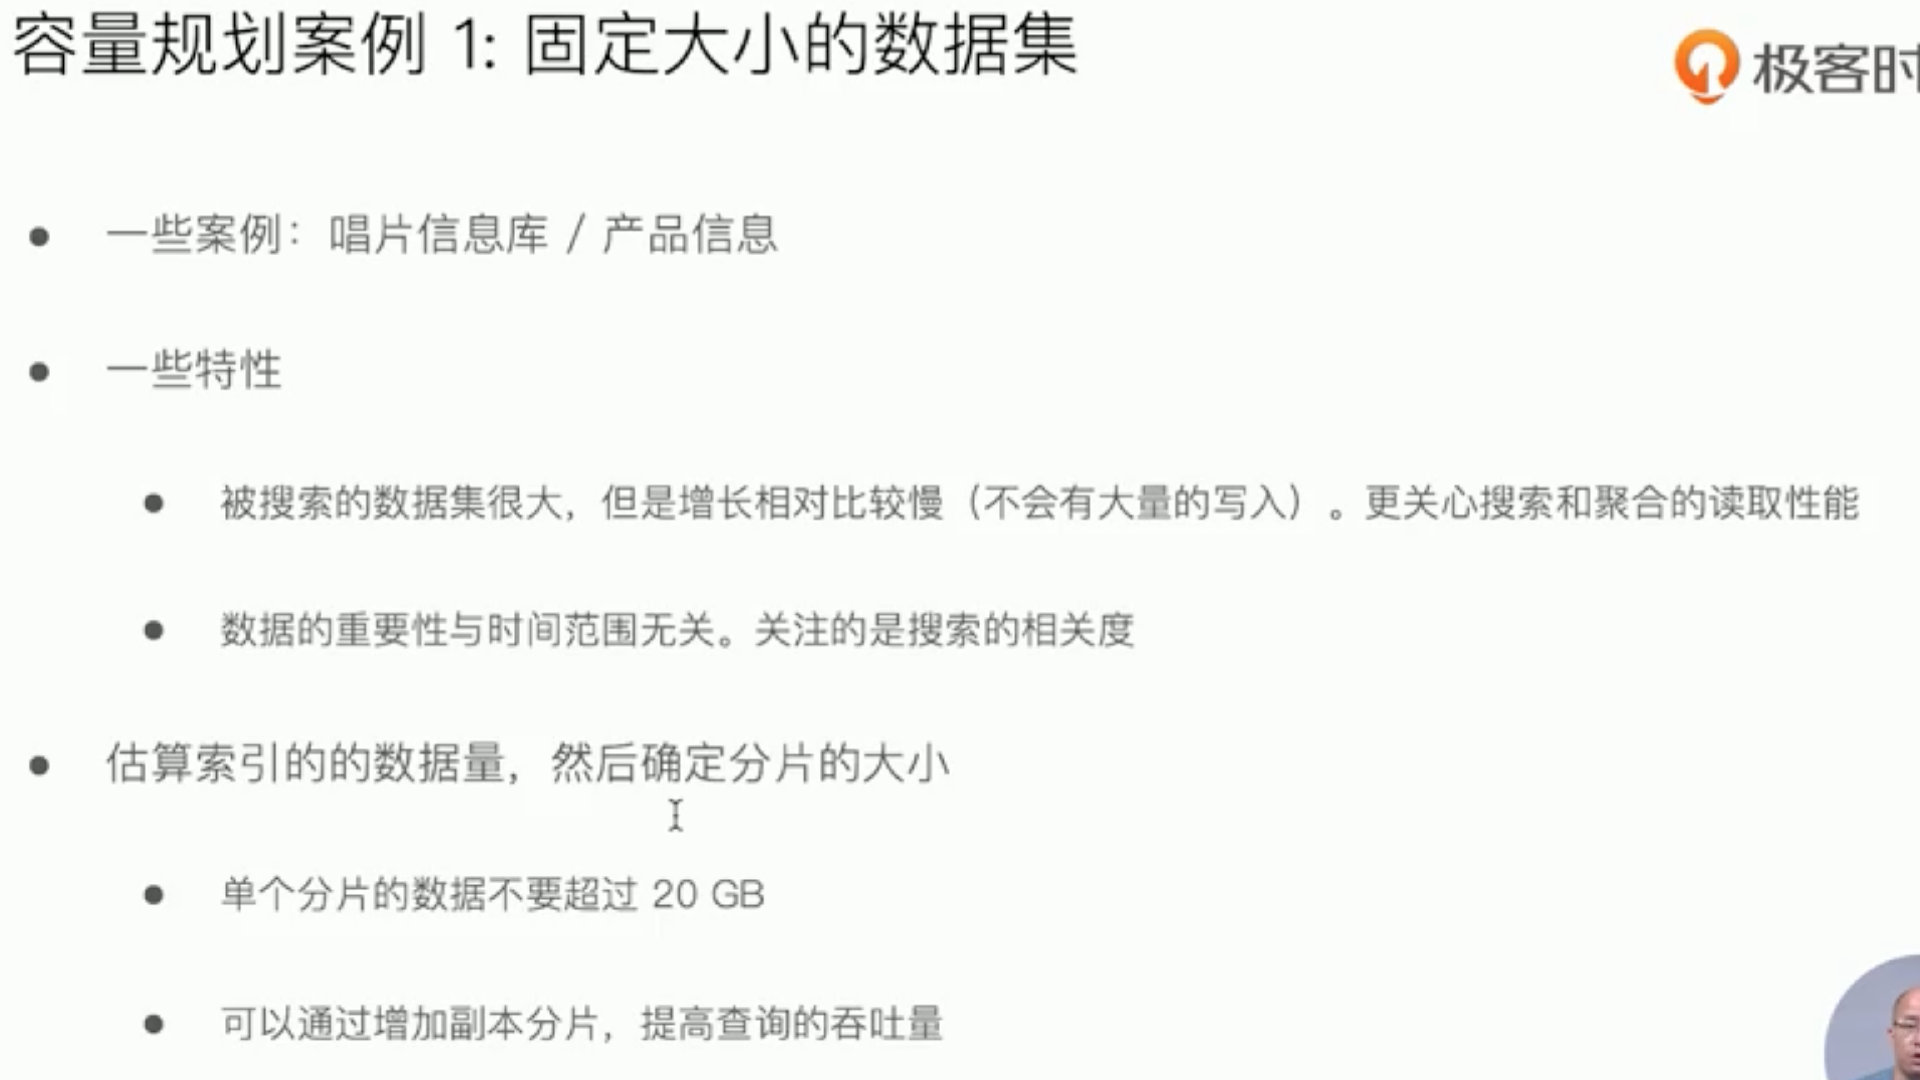 容量规划案例 1: 固定大小的数据集
极客时
一些案例：唱片信息库 / 产品信息
一些特性
被搜索的数据集很大，但是增长相对比较慢（不会有大量的写入）。更关心搜索和聚合的读取性能
数据的重要性与时间范围无关。关注的是搜索的相关度
估算索引的的数据量，然后确定分片的大小
单个分片的数据不要超过 20 GB
可以通过增加副本分片，提高查询的吞吐量